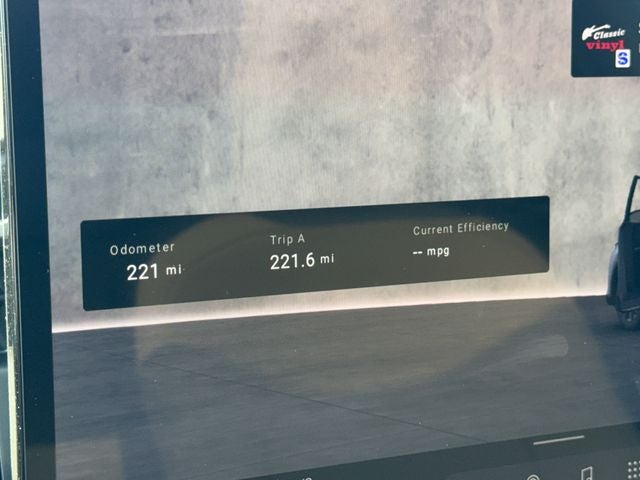 Classic
vinyl
S
Odometer
221 mi
Trip A
221.6 mi
Current Efficiency
-- mpg